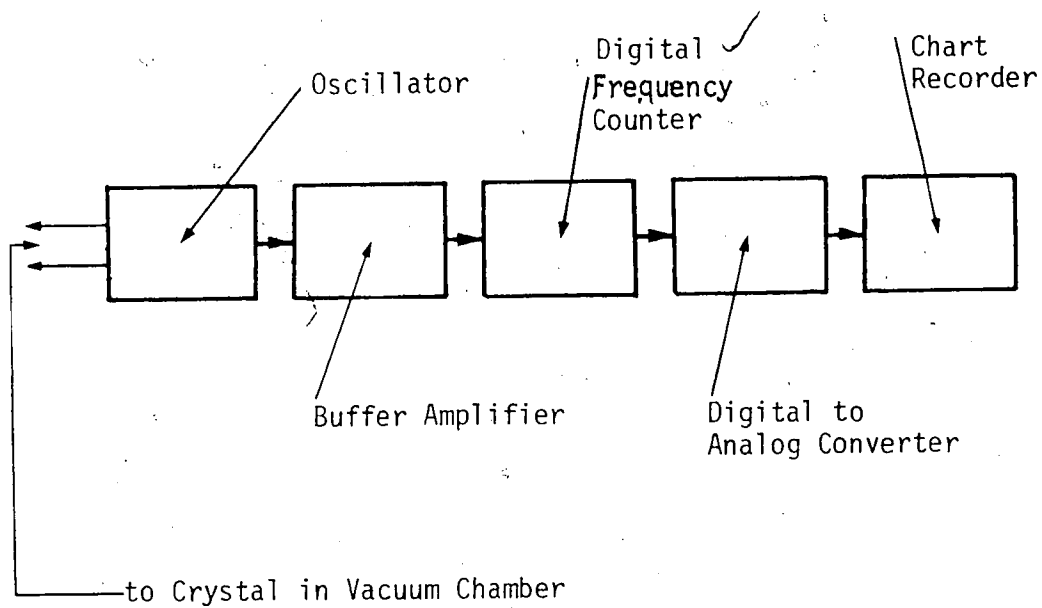 Oscillator
Digital
Frequency
Counter
Chart
Recorder
Buffer Amplifier
Digital to
Analog Converter
to Crystal in Vacuum Chamber